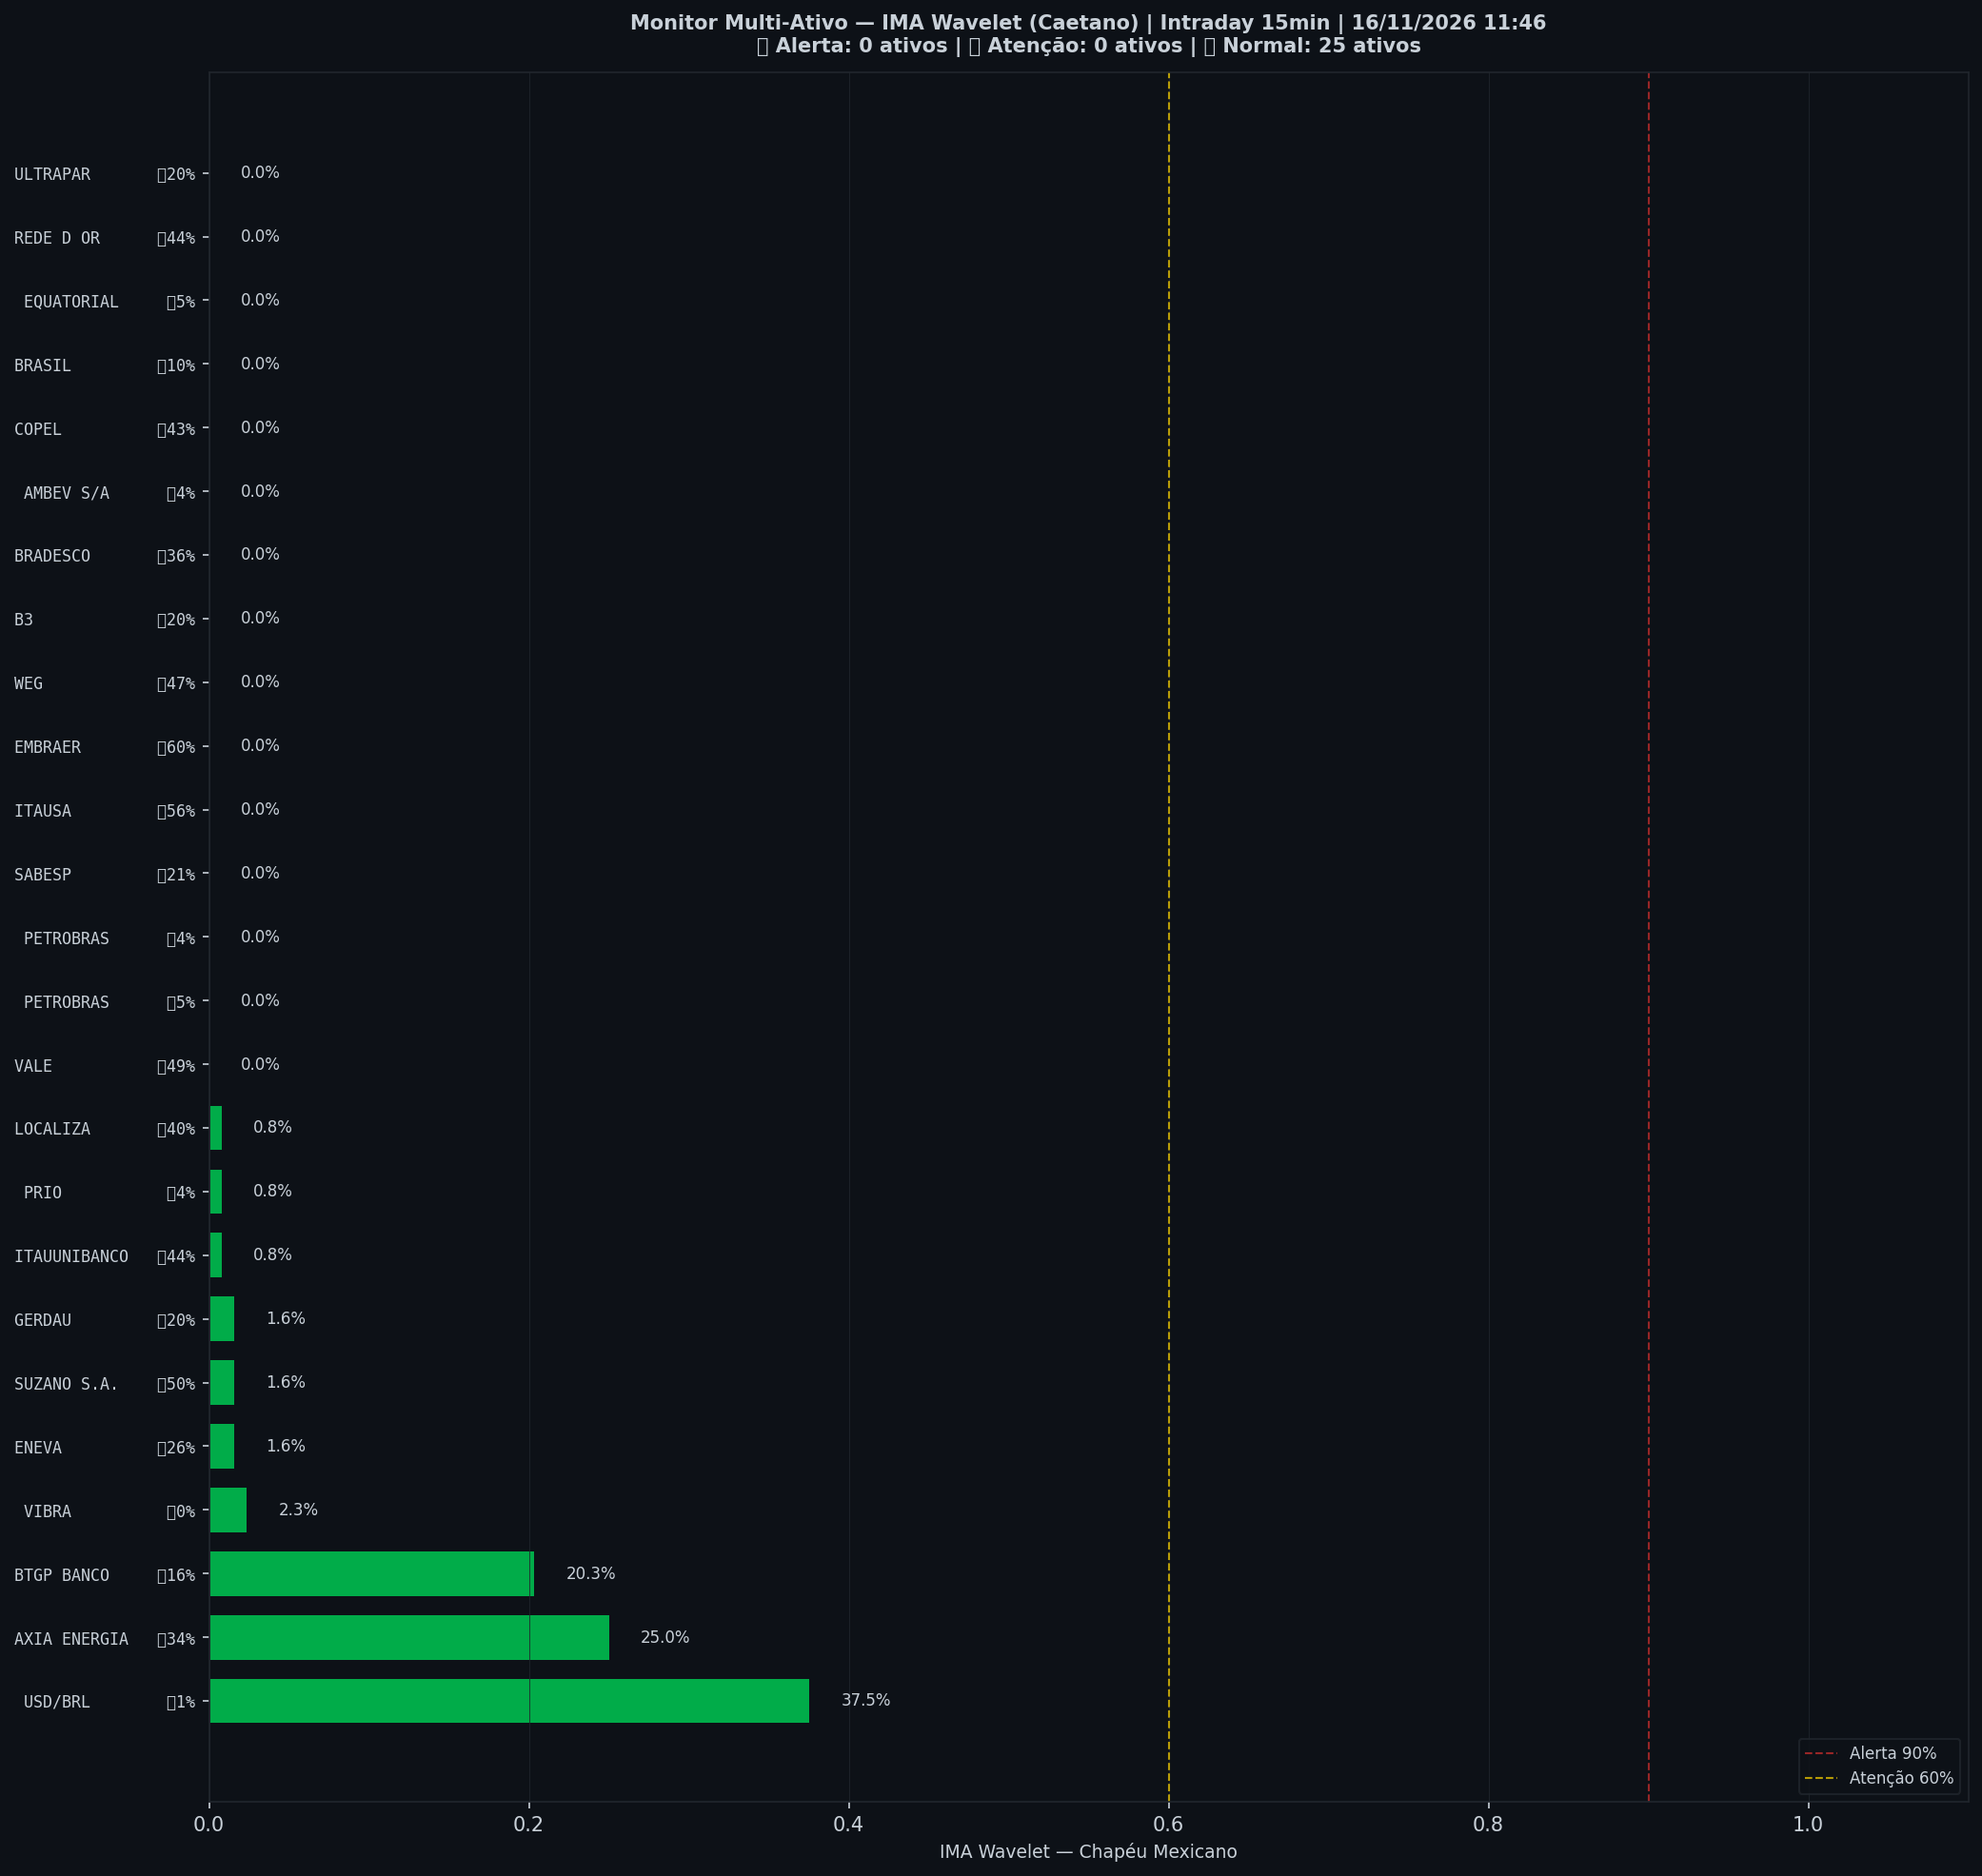 Monitor Multi-Ativo — IMA Wavelet (Caetano) | Intraday 15min | 16/11/2026 11:46
▯ Alerta: 0 ativos | ▯ Atenção: 0 ativos | ▯ Normal: 25 ativos
ULTRAPAR ▯20% 0.0%
REDE D OR ▯44% 0.0%
EQUATORIAL ▯5% 0.0%
BRASIL ▯10% 0.0%
COPEL ▯43% 0.0%
AMBEV S/A ▯4% 0.0%
BRADESCO ▯36% 0.0%
B3 ▯20% 0.0%
WEG ▯47% 0.0%
EMBRAER ▯60% 0.0%
ITAUSA ▯56% 0.0%
SABESP ▯21% 0.0%
PETROBRAS ▯4% 0.0%
PETROBRAS ▯5% 0.0%
VALE ▯49% 0.0%
LOCALIZA ▯40% 0.8%
PRIO ▯4% 0.8%
ITAUUNIBANCO ▯44% 0.8%
GERDAU ▯20% 1.6%
SUZANO S.A. ▯50% 1.6%
ENEVA ▯26% 1.6%
VIBRA ▯0% 2.3%
BTGP BANCO ▯16% 20.3%
AXIA ENERGIA ▯34% 25.0%
USD/BRL ▯1% 37.5%
Alerta 90%
Atenção 60%
0.0 0.2 0.4 0.6 0.8 1.0
IMA Wavelet — Chapéu Mexicano